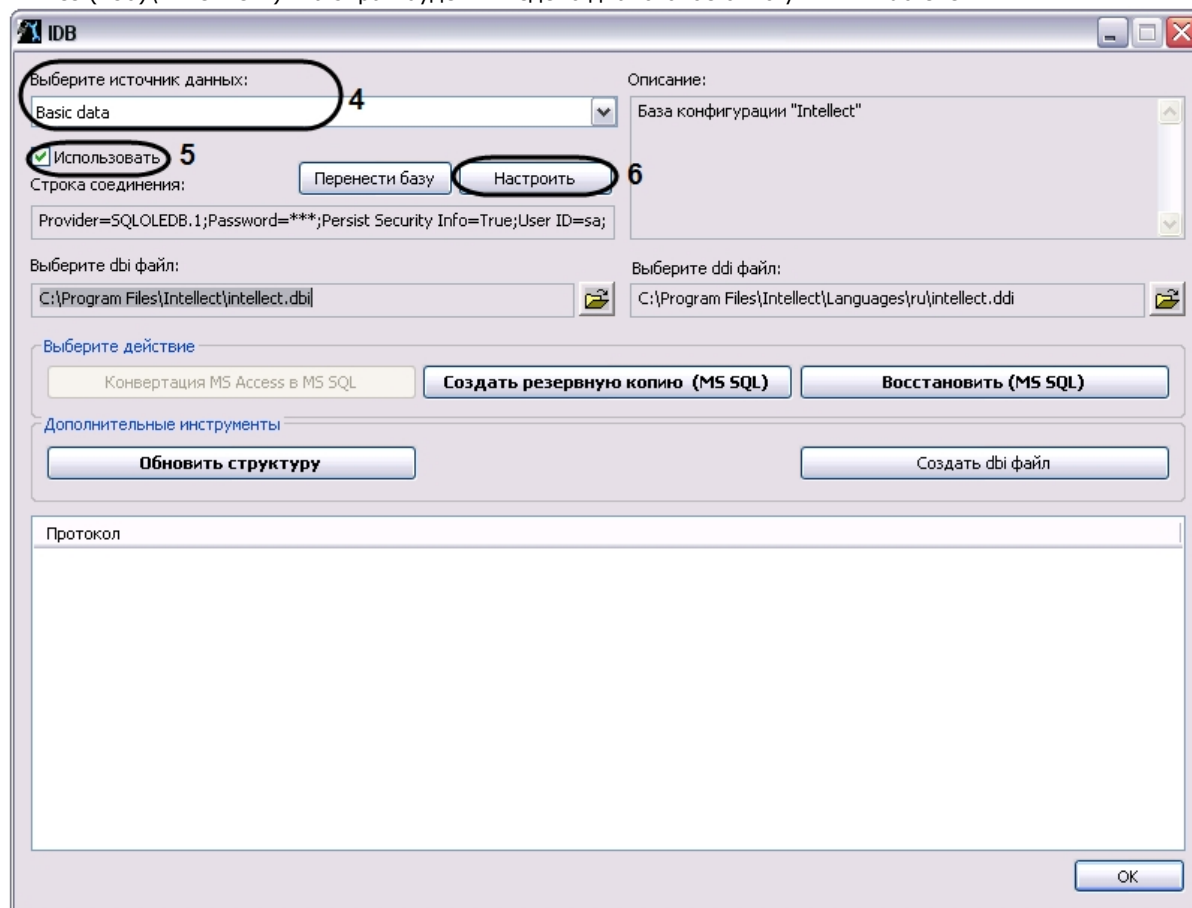 IDB
Выберите источник данных:
Basic data
4
Использовать
5
Перенести базу
Настроить
6
Строка соединения:
Provider=SQLOLEDB.1;Password=***;Persist Security Info=True;User ID=sa;
Описание:
База конфигурации "Intellect"
Выберите dbi файл:
C:\Program Files\Intellect\intellect.dbi
Выберите ddi файл:
C:\Program Files\Intellect\Languages\ru\intellect.ddi
Выберите действие
Конвертация MS Access в MS SQL
Создать резервную копию (MS SQL)
Восстановить (MS SQL)
Дополнительные инструменты
Обновить структуру
Создать dbi файл
Протокол
OK